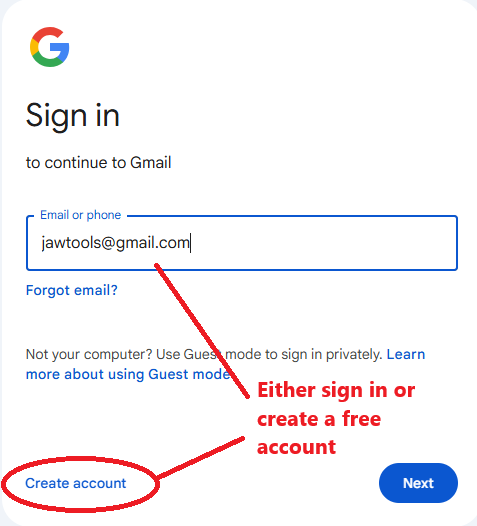 Sign in
to continue to Gmail
Email or phone
jawtools@gmail.com
Forgot email?
Not your computer? Use Guest mode to sign in privately. Learn
more about using Guest mode
Either sign in or
create a free
account
Create account
Next